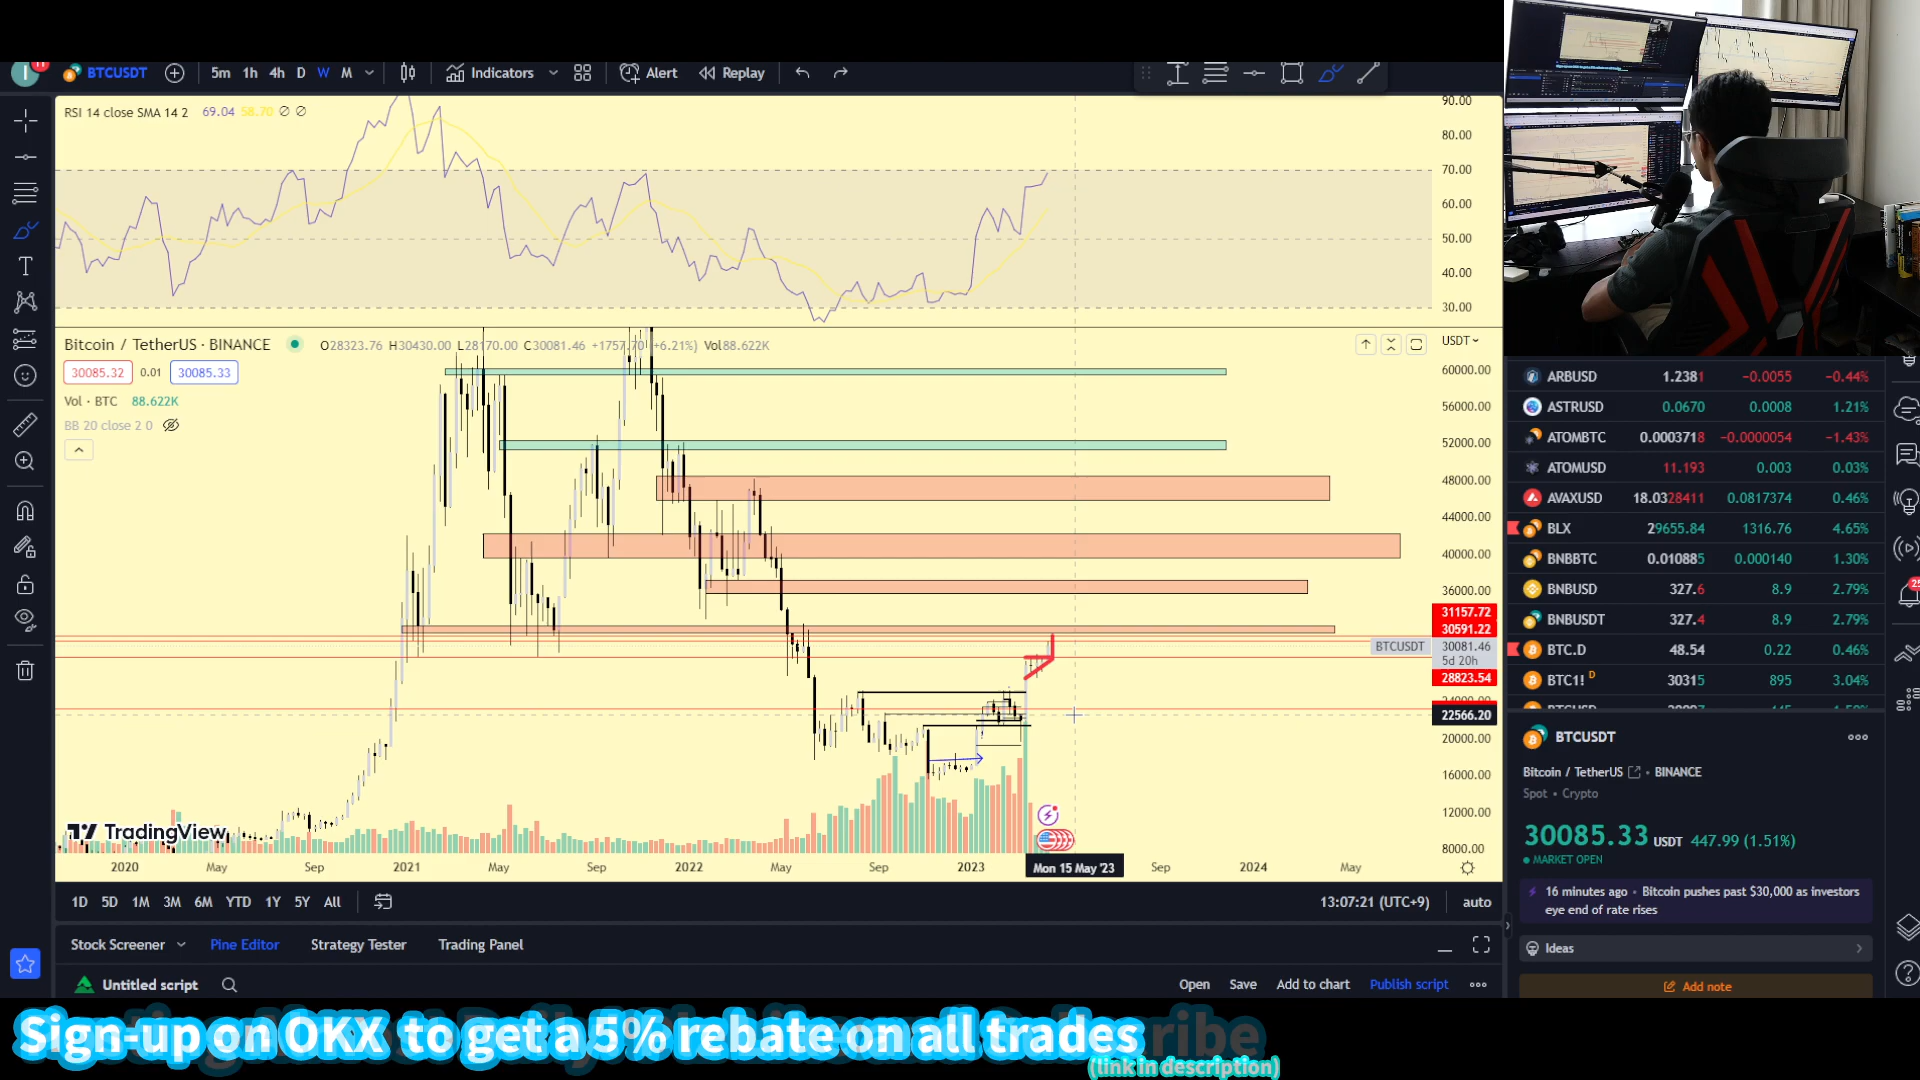 I 11 BTCUSDT 5m 1h 4h D W M Indicators Alert Replay
RSI 14 close SMA 14 2 69.04 58.70
90.00
80.00
70.00
60.00
50.00
40.00
30.00
Bitcoin / TetherUS · BINANCE O28323.76 H30430.00 L28170.00 C30081.46 +1757.70 (+6.21%) Vol88.622K
USDT
30085.32 0.01 30085.33
Vol · BTC 88.622K
BB 20 close 2 0
60000.00
56000.00
52000.00
48000.00
44000.00
40000.00
36000.00
31157.72
30591.22
BTCUSDT 30081.46
5d 20h
28823.54
24000.00
22566.20
20000.00
16000.00
12000.00
8000.00
TradingView
2020 May Sep 2021 May Sep 2022 May Sep 2023 Mon 15 May '23 Sep 2024 May
1D 5D 1M 3M 6M YTD 1Y 5Y All 13:07:21 (UTC+9) auto
Stock Screener Pine Editor Strategy Tester Trading Panel
Untitled script Open Save Add to chart Publish script
ARBUSD 1.2381 −0.0055 −0.44%
ASTRUSD 0.0670 0.0008 1.21%
ATOMBTC 0.0003718 −0.0000054 −1.43%
ATOMUSD 11.193 0.003 0.03%
AVAXUSD 18.0328411 0.0817374 0.46%
BLX 29655.84 1316.76 4.65%
BNBBTC 0.010885 0.000140 1.30%
BNBUSD 327.6 8.9 2.79%
BNBUSDT 327.4 8.9 2.79%
BTC.D 48.54 0.22 0.46%
BTC1! D 30315 895 3.04%
BTCUSDT
Bitcoin / TetherUS • BINANCE
Spot • Crypto
30085.33 USDT 447.99 (1.51%)
MARKET OPEN
16 minutes ago • Bitcoin pushes past $30,000 as investors
eye end of rate rises
Ideas
Add note
Sign-up on OKX to get a 5% rebate on all trades
(link in description)